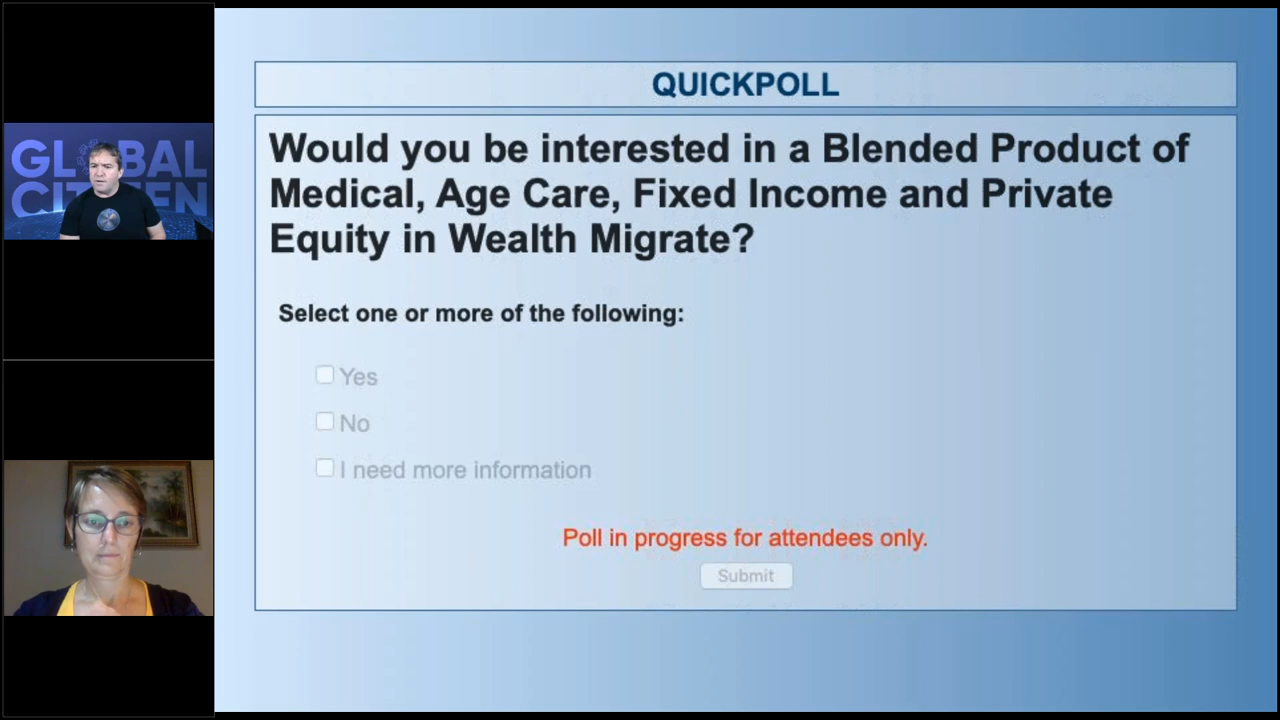 GLOBAL
CITIZEN
QUICKPOLL
Would you be interested in a Blended Product of
Medical, Age Care, Fixed Income and Private
Equity in Wealth Migrate?
Select one or more of the following:
Yes
No
I need more information
Poll in progress for attendees only.
Submit